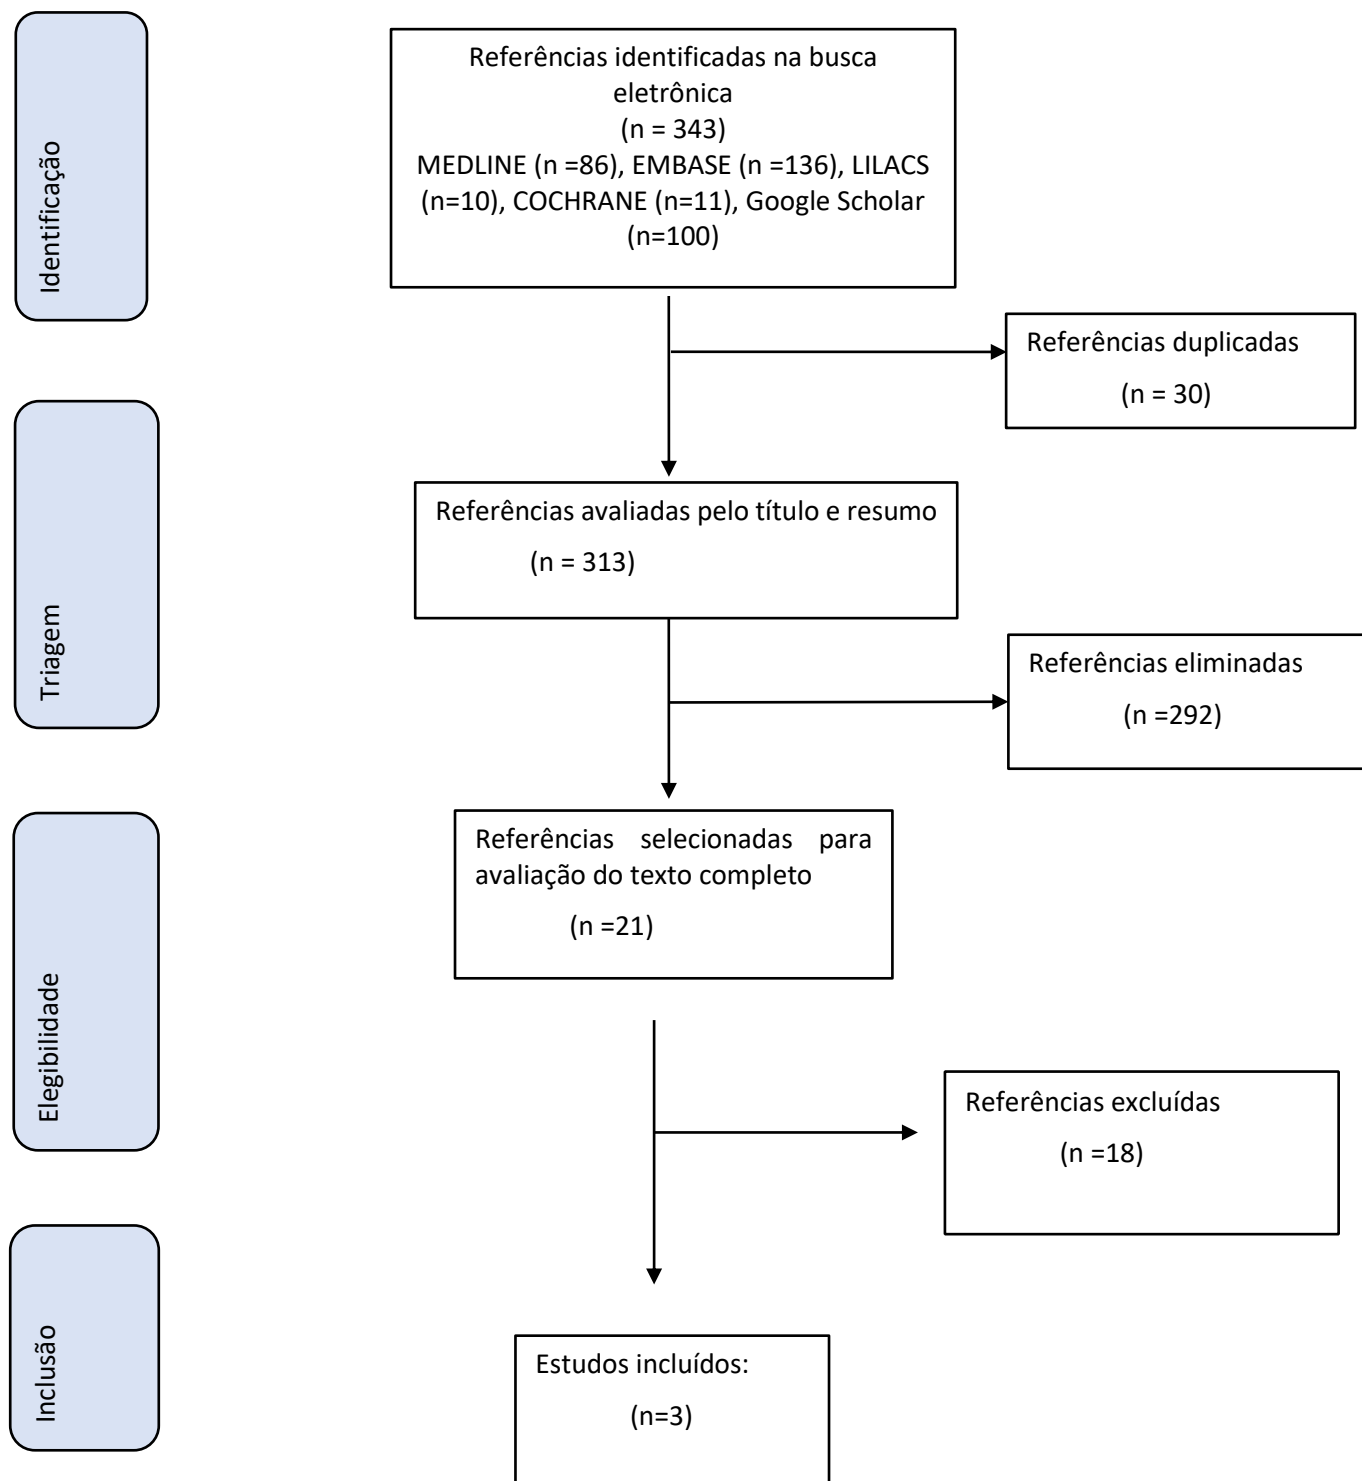 Identificação
Referências identificadas na busca
eletrônica
(n = 343)
MEDLINE (n =86), EMBASE (n =136), LILACS
(n=10), COCHRANE (n=11), Google Scholar
(n=100)
Referências duplicadas
(n = 30)
Triagem
Referências avaliadas pelo título e resumo
(n = 313)
Referências eliminadas
(n =292)
Elegibilidade
Referências selecionadas para
avaliação do texto completo
(n =21)
Referências excluídas
(n =18)
Inclusão
Estudos incluídos:
(n=3)